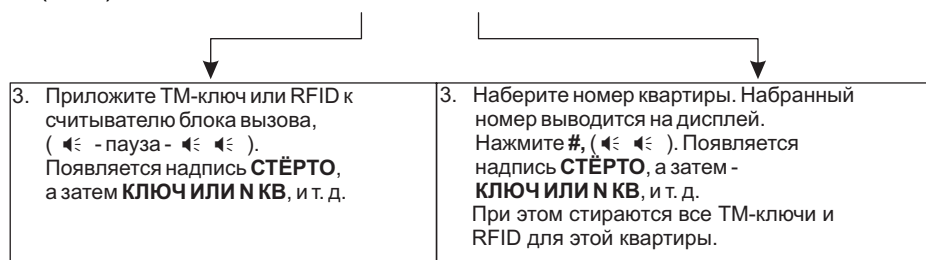 3. Приложите ТМ-ключ или RFID к
считывателю блока вызова,
( 🔈 - пауза - 🔈 🔈 ).
Появляется надпись СТЁРТО,
а затем КЛЮЧ ИЛИ N КВ, и т. д.
3. Наберите номер квартиры. Набранный
номер выводится на дисплей.
Нажмите #, ( 🔈 🔈 ). Появляется
надпись СТЁРТО, а затем -
КЛЮЧ ИЛИ N КВ, и т. д.
При этом стираются все ТМ-ключи и
RFID для этой квартиры.